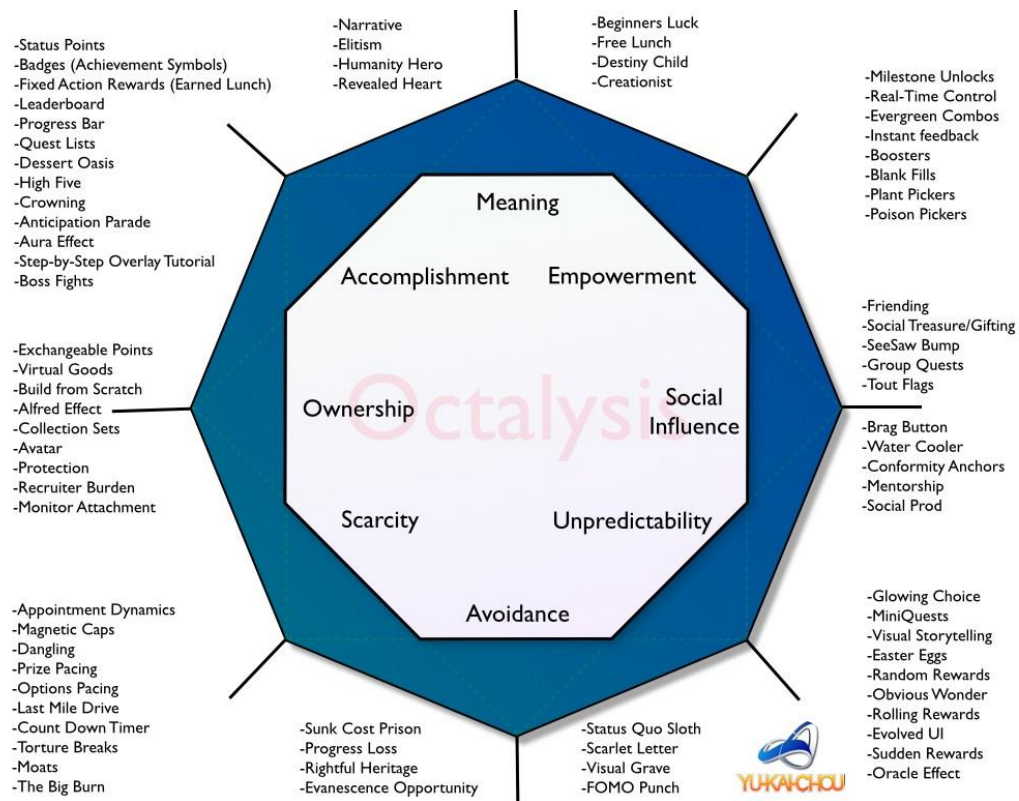 -Narrative
-Elitism
-Humanity Hero
-Revealed Heart
-Beginners Luck
-Free Lunch
-Destiny Child
-Creationist
-Status Points
-Badges (Achievement Symbols)
-Fixed Action Rewards (Earned Lunch)
-Leaderboard
-Progress Bar
-Quest Lists
-Dessert Oasis
-High Five
-Crowning
-Anticipation Parade
-Aura Effect
-Step-by-Step Overlay Tutorial
-Boss Fights
-Milestone Unlocks
-Real-Time Control
-Evergreen Combos
-Instant feedback
-Boosters
-Blank Fills
-Plant Pickers
-Poison Pickers
Meaning
Accomplishment
Empowerment
-Exchangeable Points
-Virtual Goods
-Build from Scratch
-Alfred Effect
-Collection Sets
-Avatar
-Protection
-Recruiter Burden
-Monitor Attachment
Ownership
Octalysis
Social
Influence
-Friending
-Social Treasure/Gifting
-SeeSaw Bump
-Group Quests
-Tout Flags
-Brag Button
-Water Cooler
-Conformity Anchors
-Mentorship
-Social Prod
Scarcity
Unpredictability
Avoidance
-Appointment Dynamics
-Magnetic Caps
-Dangling
-Prize Pacing
-Options Pacing
-Last Mile Drive
-Count Down Timer
-Torture Breaks
-Moats
-The Big Burn
-Sunk Cost Prison
-Progress Loss
-Rightful Heritage
-Evanescence Opportunity
-Status Quo Sloth
-Scarlet Letter
-Visual Grave
-FOMO Punch
YU-KAI-CHOU
-Glowing Choice
-MiniQuests
-Visual Storytelling
-Easter Eggs
-Random Rewards
-Obvious Wonder
-Rolling Rewards
-Evolved UI
-Sudden Rewards
-Oracle Effect